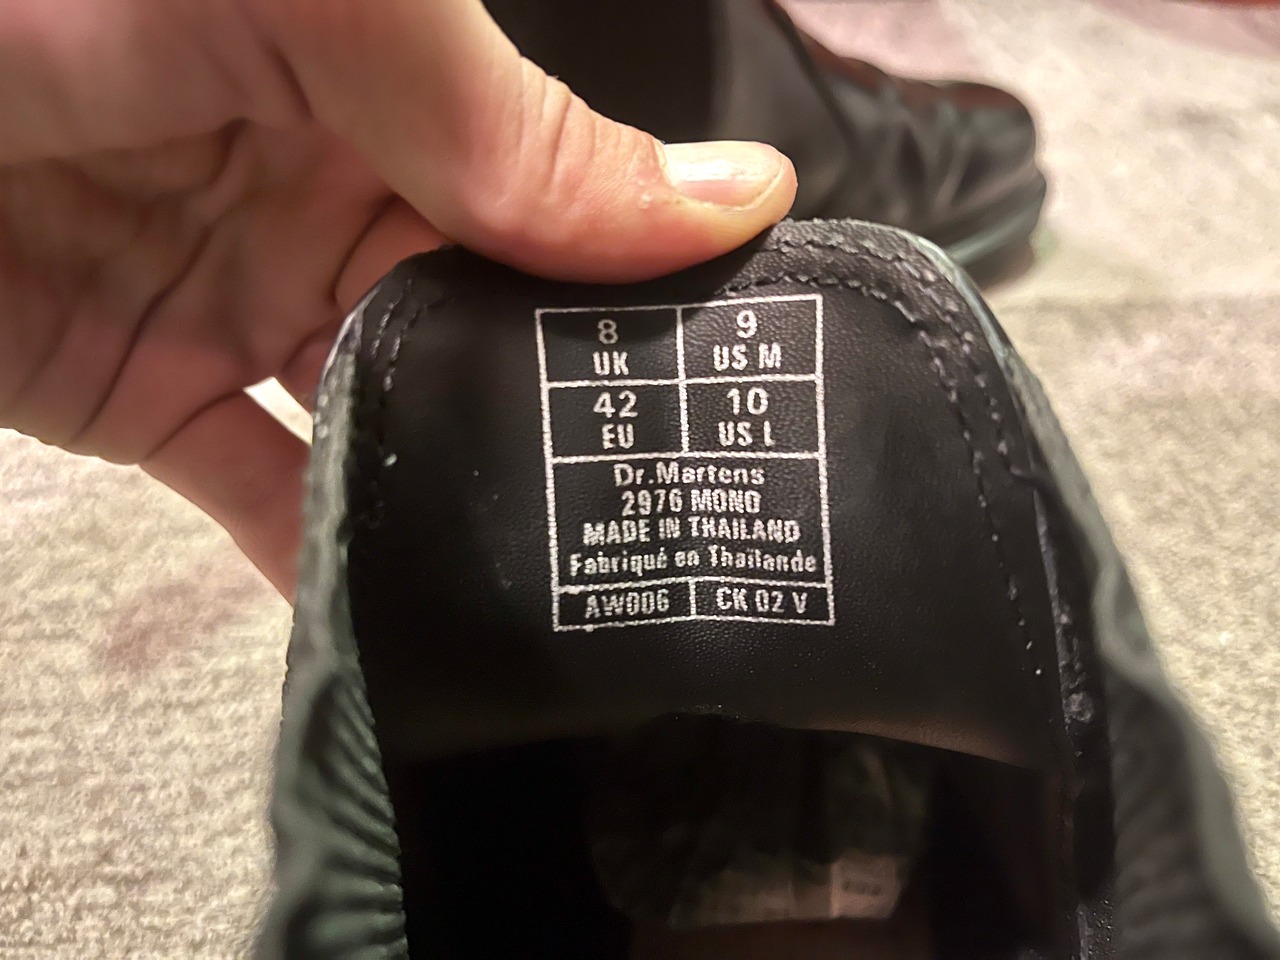 8 9
UK US M
42 10
EU US L
Dr.Martens
2976 MONO
MADE IN THAILAND
Fabriqué en Thaïlande
AW006 CK 02 V